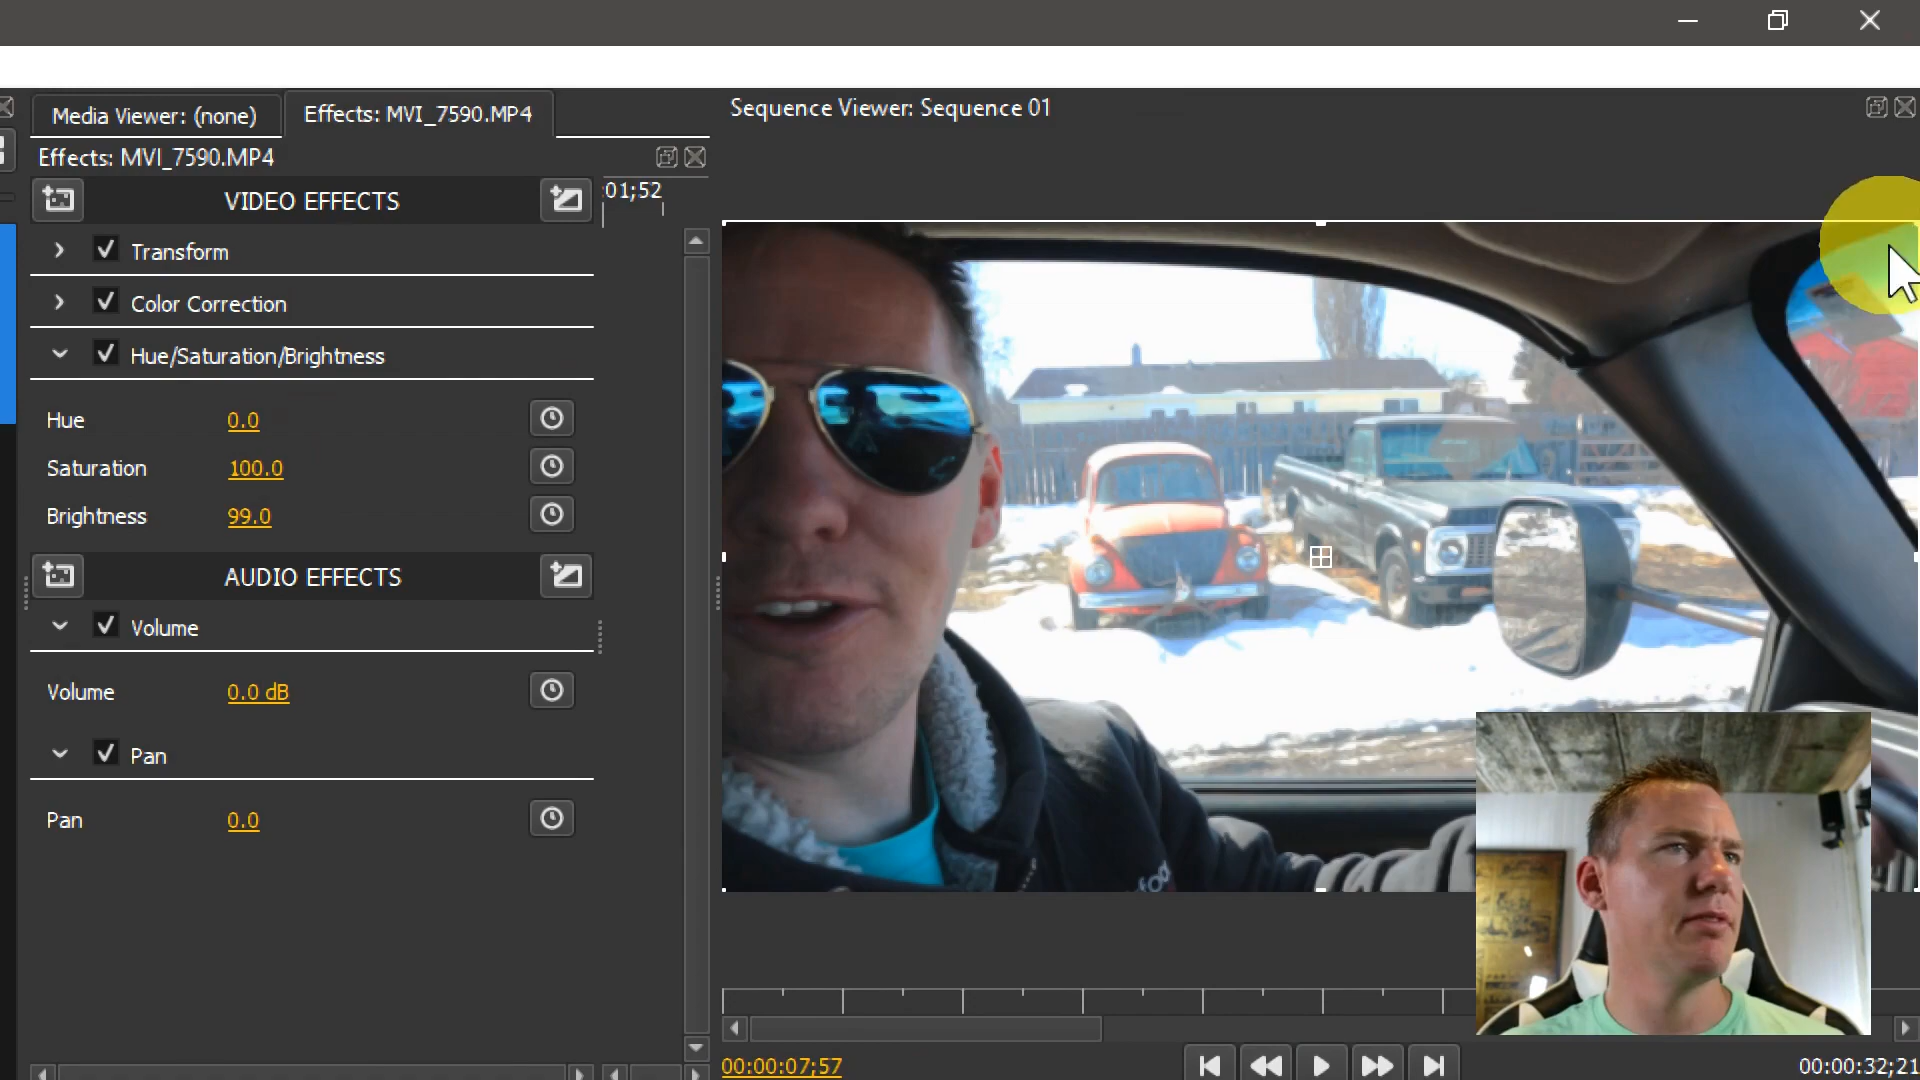 Media Viewer: (none)
Effects: MVI_7590.MP4
Sequence Viewer: Sequence 01
Effects: MVI_7590.MP4
VIDEO EFFECTS
01;52
Transform
Color Correction
Hue/Saturation/Brightness
Hue 0.0
Saturation 100.0
Brightness 99.0
AUDIO EFFECTS
Volume
Volume 0.0 dB
Pan
Pan 0.0
00:00:07;57
00:00:32;21